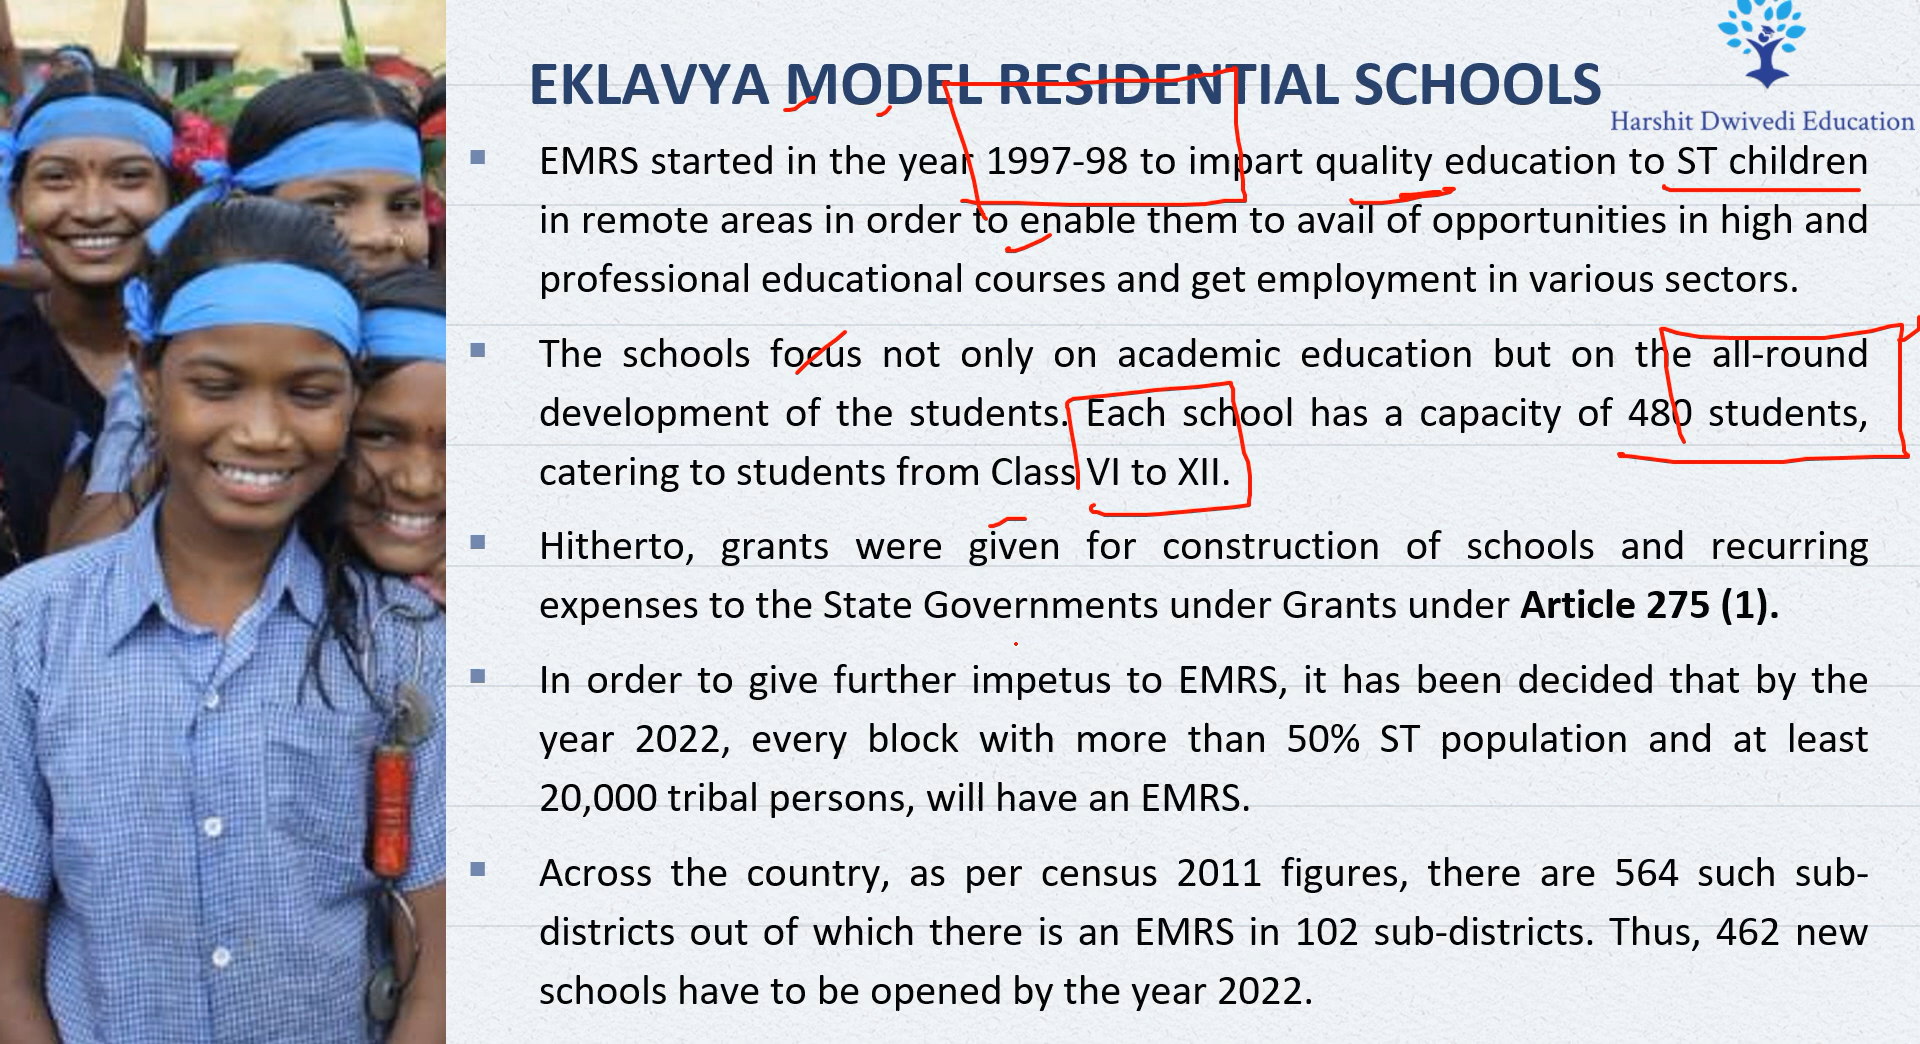 EKLAVYA MODEL RESIDENTIAL SCHOOLS
Harshit Dwivedi Education
▪ EMRS started in the year 1997-98 to impart quality education to ST children
in remote areas in order to enable them to avail of opportunities in high and
professional educational courses and get employment in various sectors.
▪ The schools focus not only on academic education but on the all-round
development of the students. Each school has a capacity of 480 students,
catering to students from Class VI to XII.
▪ Hitherto, grants were given for construction of schools and recurring
expenses to the State Governments under Grants under Article 275 (1).
▪ In order to give further impetus to EMRS, it has been decided that by the
year 2022, every block with more than 50% ST population and at least
20,000 tribal persons, will have an EMRS.
▪ Across the country, as per census 2011 figures, there are 564 such sub-
districts out of which there is an EMRS in 102 sub-districts. Thus, 462 new
schools have to be opened by the year 2022.